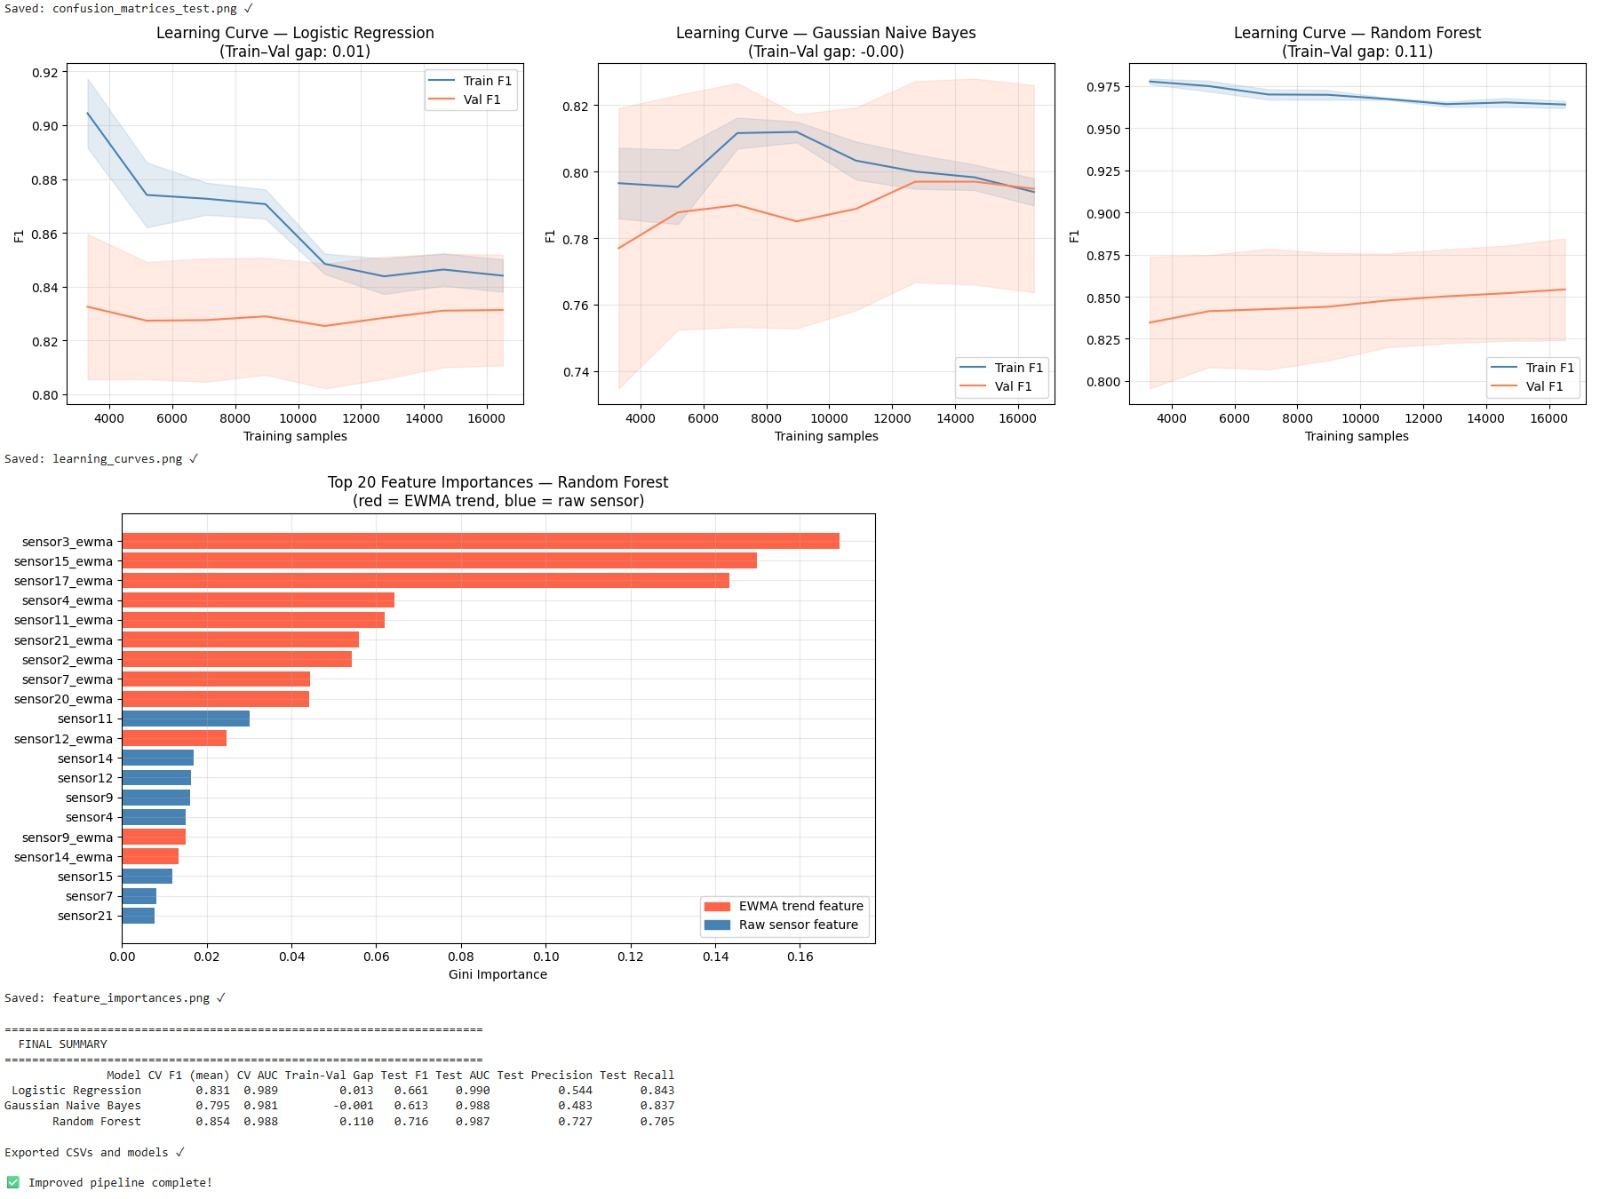 Saved: confusion_matrices_test.png ✓
Learning Curve — Logistic Regression
(Train–Val gap: 0.01)
Learning Curve — Gaussian Naive Bayes
(Train–Val gap: -0.00)
Learning Curve — Random Forest
(Train–Val gap: 0.11)
0.92
0.90
0.88
0.86
0.84
0.82
0.80
F1
Train F1
Val F1
4000 6000 8000 10000 12000 14000 16000
Training samples
0.82
0.80
0.78
0.76
0.74
F1
Train F1
Val F1
4000 6000 8000 10000 12000 14000 16000
Training samples
0.975
0.950
0.925
0.900
0.875
0.850
0.825
0.800
F1
Train F1
Val F1
4000 6000 8000 10000 12000 14000 16000
Training samples
Saved: learning_curves.png ✓
Top 20 Feature Importances — Random Forest
(red = EWMA trend, blue = raw sensor)
sensor3_ewma
sensor15_ewma
sensor17_ewma
sensor4_ewma
sensor11_ewma
sensor21_ewma
sensor2_ewma
sensor7_ewma
sensor20_ewma
sensor11
sensor12_ewma
sensor14
sensor12
sensor9
sensor4
sensor9_ewma
sensor14_ewma
sensor15
sensor7
sensor21
EWMA trend feature
Raw sensor feature
0.00 0.02 0.04 0.06 0.08 0.10 0.12 0.14 0.16
Gini Importance
Saved: feature_importances.png ✓
======================================================================
FINAL SUMMARY
======================================================================
Model CV F1 (mean) CV AUC Train-Val Gap Test F1 Test AUC Test Precision Test Recall
Logistic Regression 0.831 0.989 0.013 0.661 0.990 0.544 0.843
Gaussian Naive Bayes 0.795 0.981 -0.001 0.613 0.988 0.483 0.837
Random Forest 0.854 0.988 0.110 0.716 0.987 0.727 0.705
Exported CSVs and models ✓
✅ Improved pipeline complete!